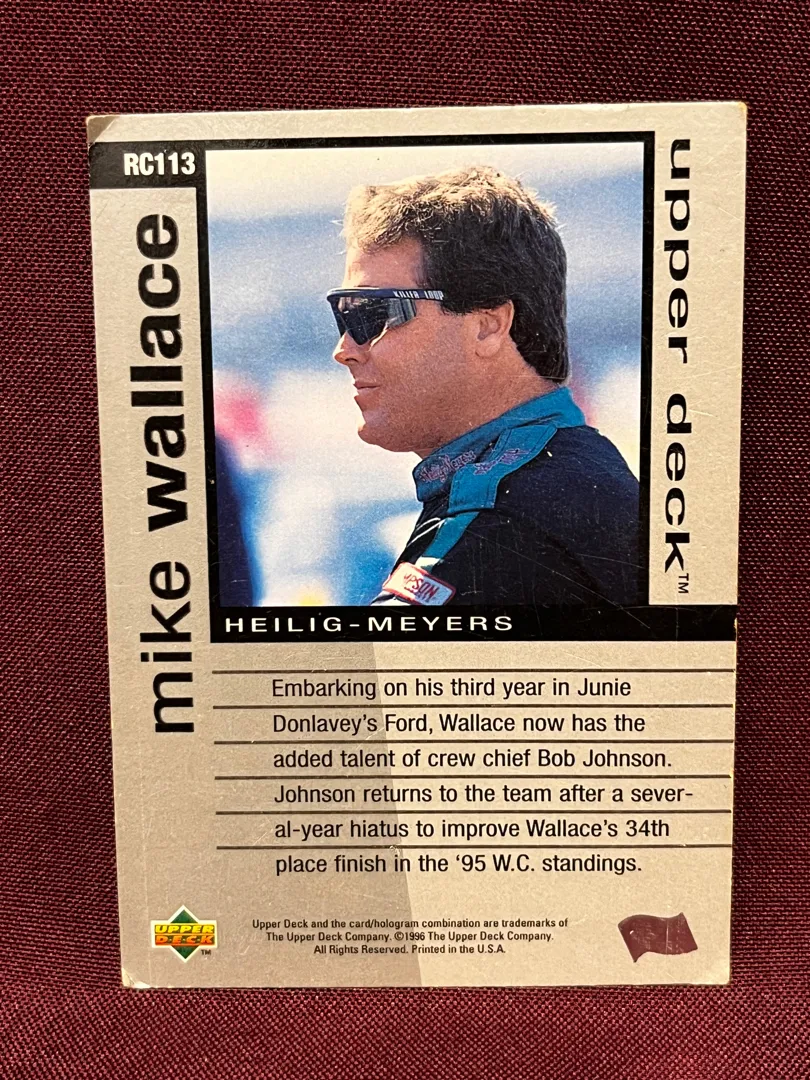 RC113
mike wallace
upper deck™
KILLER LOOP
HEILIG-MEYERS
Embarking on his third year in Junie
Donlavey's Ford, Wallace now has the
added talent of crew chief Bob Johnson.
Johnson returns to the team after a sever-
al-year hiatus to improve Wallace's 34th
place finish in the '95 W.C. standings.
UPPER
DECK
™
Upper Deck and the card/hologram combination are trademarks of
The Upper Deck Company. ©1996 The Upper Deck Company.
All Rights Reserved. Printed in the U.S.A.